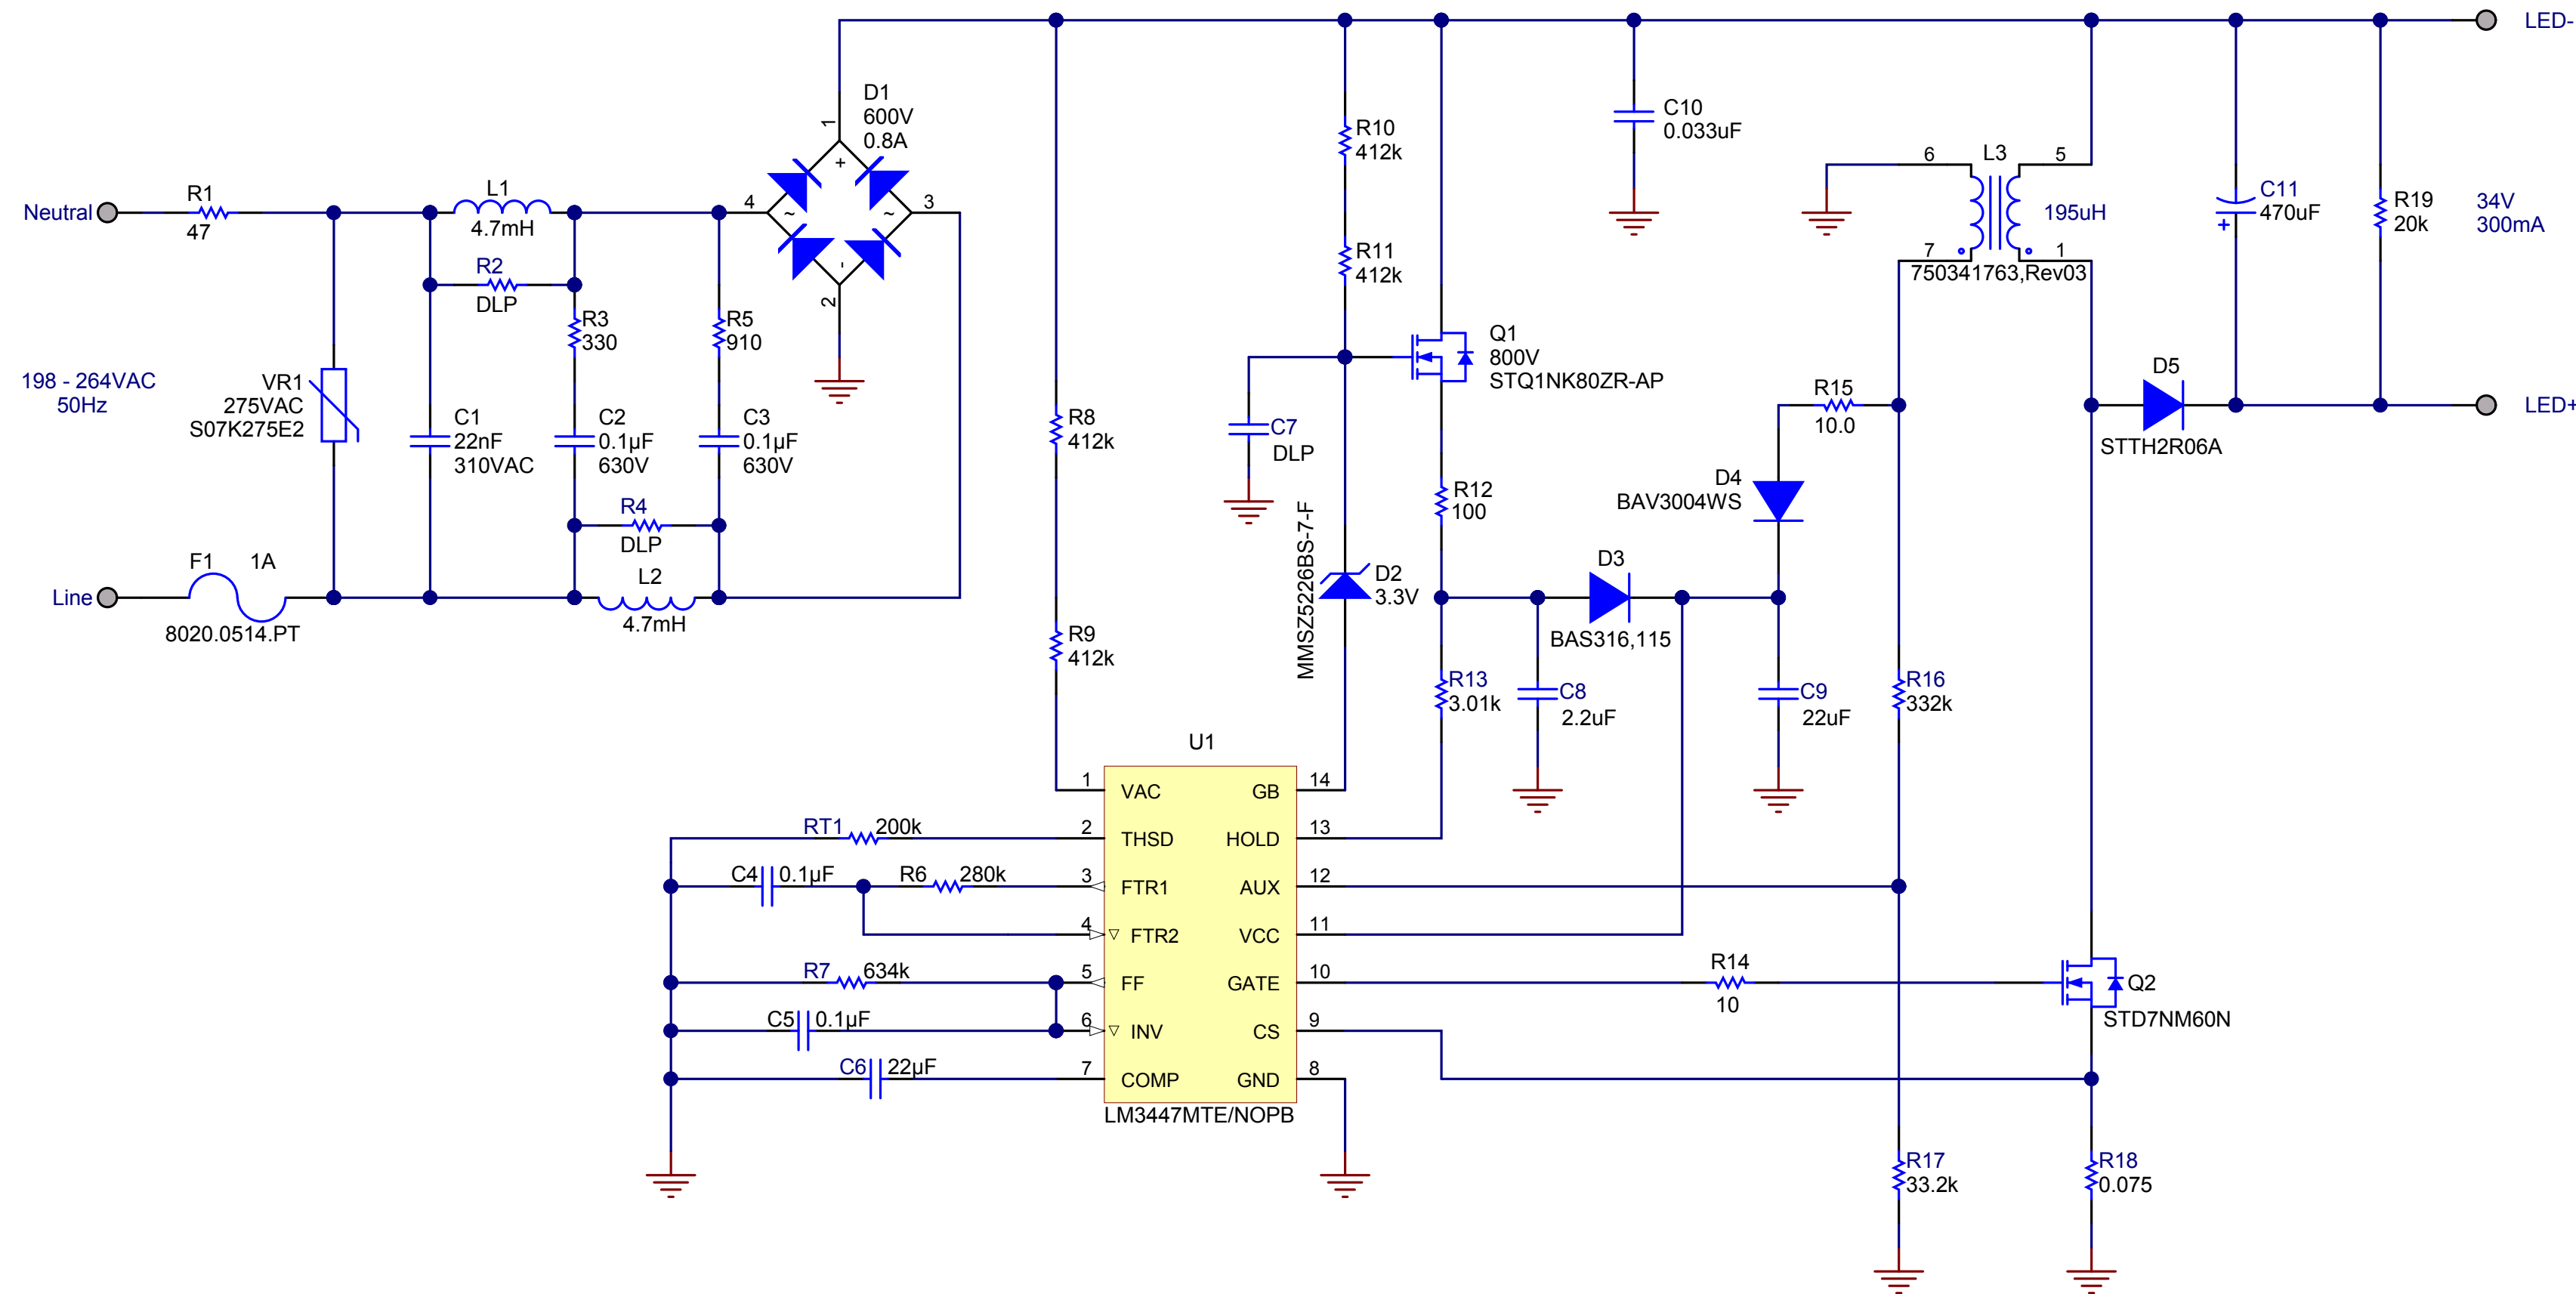 LED-
D1
600V
0.8A
1
+
~
~
-
4
3
2
Neutral
R1
47
L1
4.7mH
R2
DLP
R3
330
R5
910
198 - 264VAC
50Hz
VR1
275VAC
S07K275E2
C1
22nF
310VAC
C2
0.1µF
630V
C3
0.1µF
630V
R4
DLP
L2
4.7mH
Line
F1
1A
8020.0514.PT
R8
412k
R9
412k
R10
412k
R11
412k
C7
DLP
MMSZ5226BS-7-F
D2
3.3V
Q1
800V
STQ1NK80ZR-AP
R12
100
R13
3.01k
C8
2.2uF
D3
BAS316,115
D4
BAV3004WS
C9
22uF
R15
10.0
C10
0.033uF
L3
6
5
7
1
195uH
750341763,Rev03
C11
470uF
+
R19
20k
34V
300mA
D5
STTH2R06A
LED+
R16
332k
U1
1
VAC
GB
14
RT1
200k
2
THSD
HOLD
13
C4
0.1µF
R6
280k
3
FTR1
AUX
12
4
FTR2
VCC
11
R7
634k
5
FF
GATE
10
C5
0.1µF
6
INV
CS
9
C6
22µF
7
COMP
GND
8
LM3447MTE/NOPB
R14
10
Q2
STD7NM60N
R17
33.2k
R18
0.075